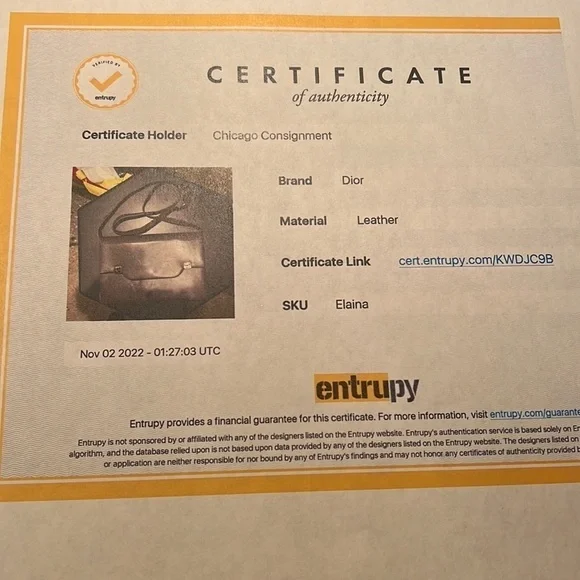 VERIFIED BY
entrupy
CERTIFICATE
of authenticity
Certificate Holder Chicago Consignment
Brand Dior
Material Leather
Certificate Link cert.entrupy.com/KWDJC9B
SKU Elaina
Nov 02 2022 - 01:27:03 UTC
entrupy
Entrupy provides a financial guarantee for this certificate. For more information, visit entrupy.com/guarante
Entrupy is not sponsored by or affiliated with any of the designers listed on the Entrupy website. Entrupy's authentication service is based solely on
algorithm, and the database relied upon is not based upon data provided by any of the designers listed on the Entrupy website. The designers listed on
or application are neither responsible for nor bound by any of Entrupy's findings and may not honor any certificates of authenticity provided